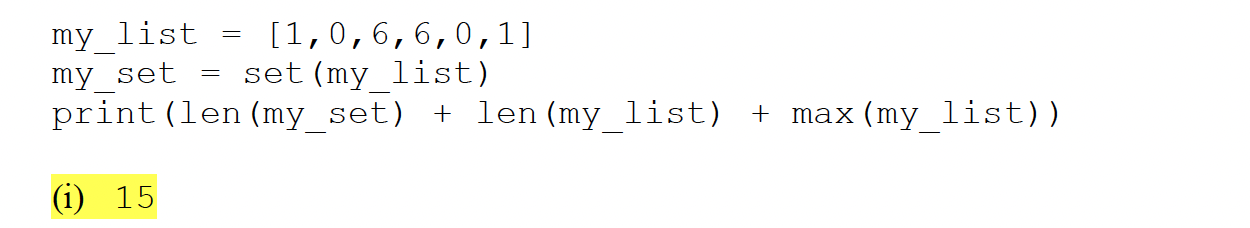 my_list = [1,0,6,6,0,1]
my_set = set(my_list)
print(len(my_set) + len(my_list) + max(my_list))
(i) 15